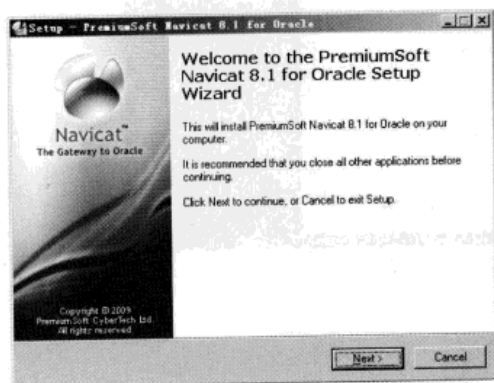 Setup - PremiumSoft Navicat 8.1 for Oracle
Welcome to the PremiumSoft
Navicat 8.1 for Oracle Setup
Wizard
This will install PremiumSoft Navicat 8.1 for Oracle on your
computer.
It is recommended that you close all other applications before
continuing.
Click Next to continue, or Cancel to exit Setup.
Navicat™
The Gateway to Oracle
Copyright © 2009
PremiumSoft CyberTech Ltd.
All rights reserved
Next >
Cancel